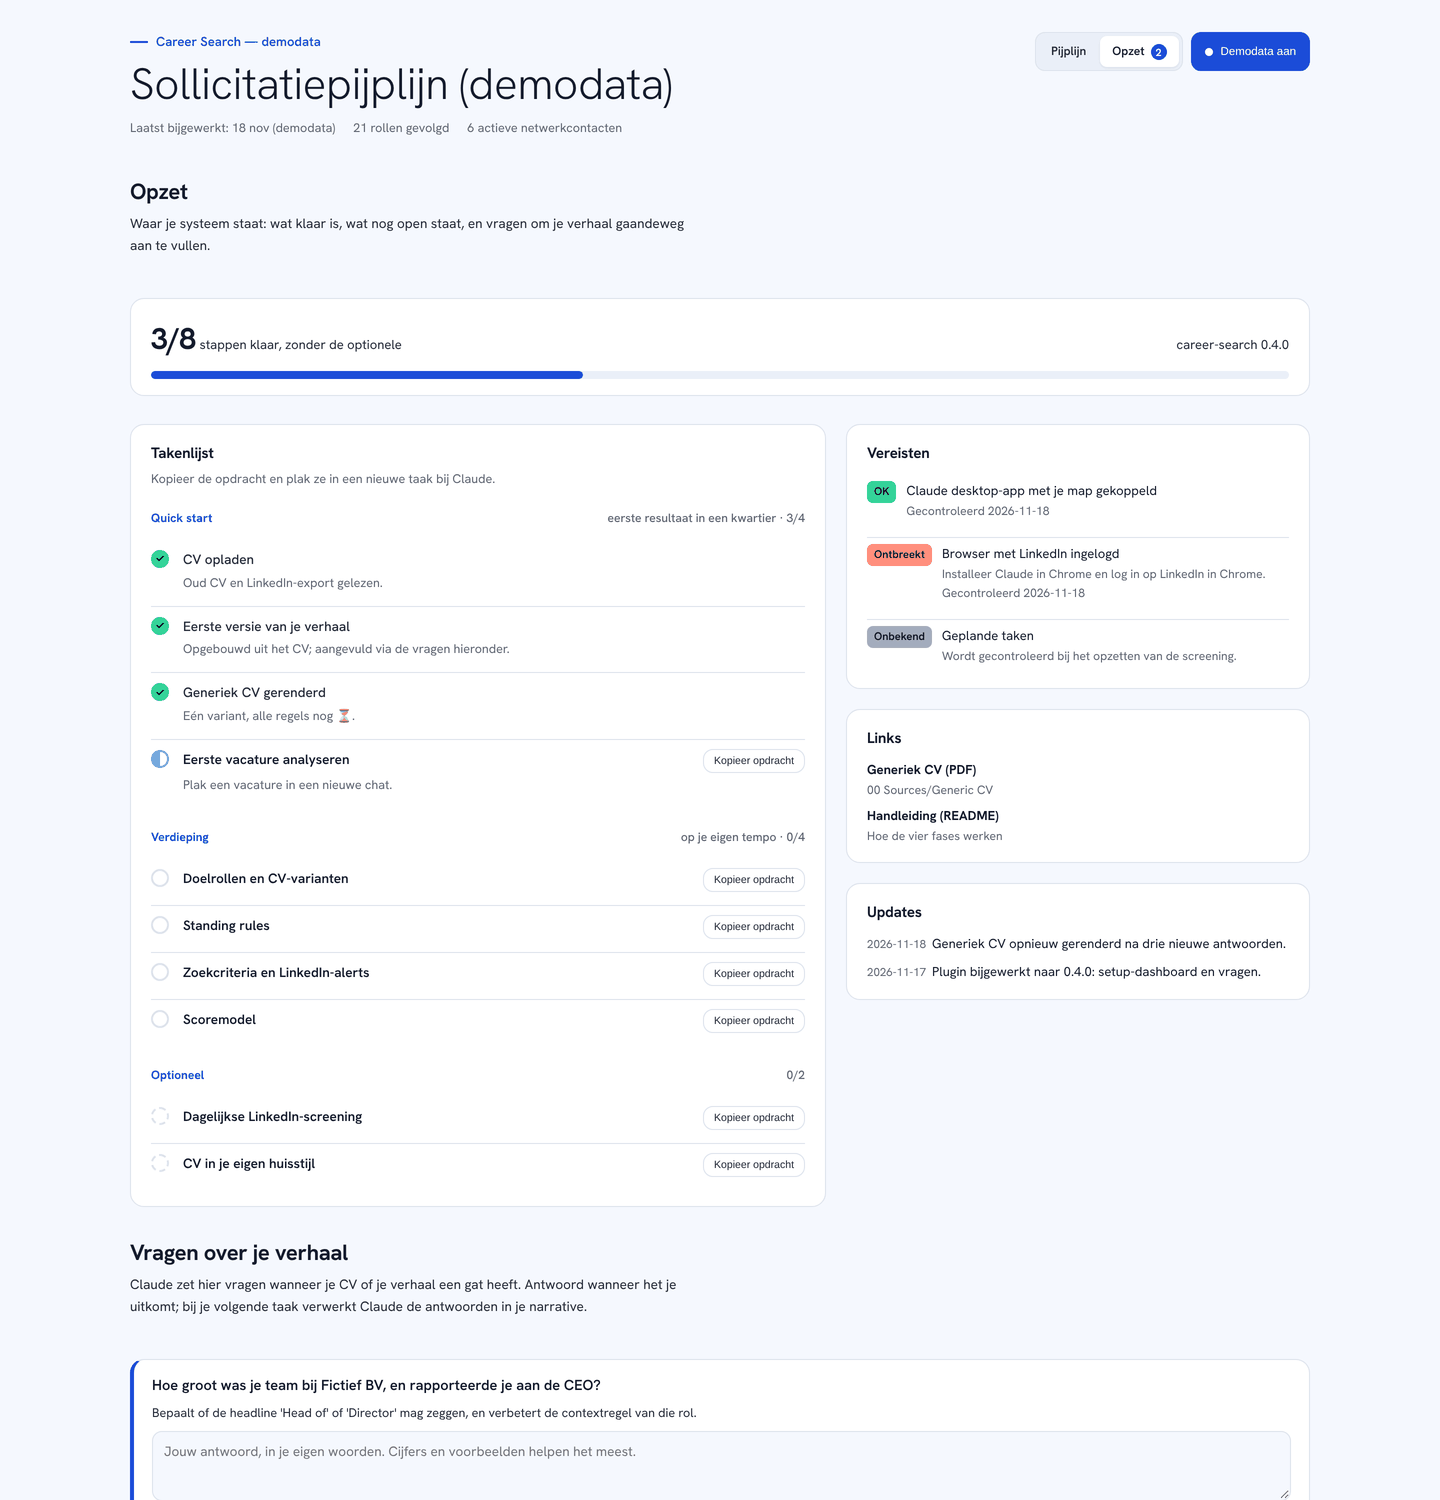 Career Search — demodata
Sollicitatiepijplijn (demodata)
Laatst bijgewerkt: 18 nov (demodata) 21 rollen gevolgd 6 actieve netwerkcontacten
Pijplijn
Opzet 2
Demodata aan
Opzet
Waar je systeem staat: wat klaar is, wat nog open staat, en vragen om je verhaal gaandeweg
aan te vullen.
3/8 stappen klaar, zonder de optionele
career-search 0.4.0
Takenlijst
Kopieer de opdracht en plak ze in een nieuwe taak bij Claude.
Quick start
eerste resultaat in een kwartier · 3/4
CV opladen
Oud CV en LinkedIn-export gelezen.
Eerste versie van je verhaal
Opgebouwd uit het CV; aangevuld via de vragen hieronder.
Generiek CV gerenderd
Eén variant, alle regels nog ⏳.
Eerste vacature analyseren
Kopieer opdracht
Plak een vacature in een nieuwe chat.
Verdieping
op je eigen tempo · 0/4
Doelrollen en CV-varianten
Kopieer opdracht
Standing rules
Kopieer opdracht
Zoekcriteria en LinkedIn-alerts
Kopieer opdracht
Scoremodel
Kopieer opdracht
Optioneel
0/2
Dagelijkse LinkedIn-screening
Kopieer opdracht
CV in je eigen huisstijl
Kopieer opdracht
Vereisten
OK
Claude desktop-app met je map gekoppeld
Gecontroleerd 2026-11-18
Ontbreekt
Browser met LinkedIn ingelogd
Installeer Claude in Chrome en log in op LinkedIn in Chrome.
Gecontroleerd 2026-11-18
Onbekend
Geplande taken
Wordt gecontroleerd bij het opzetten van de screening.
Links
Generiek CV (PDF)
00 Sources/Generic CV
Handleiding (README)
Hoe de vier fases werken
Updates
2026-11-18 Generiek CV opnieuw gerenderd na drie nieuwe antwoorden.
2026-11-17 Plugin bijgewerkt naar 0.4.0: setup-dashboard en vragen.
Vragen over je verhaal
Claude zet hier vragen wanneer je CV of je verhaal een gat heeft. Antwoord wanneer het je
uitkomt; bij je volgende taak verwerkt Claude de antwoorden in je narrative.
Hoe groot was je team bij Fictief BV, en rapporteerde je aan de CEO?
Bepaalt of de headline 'Head of' of 'Director' mag zeggen, en verbetert de contextregel van die rol.
Jouw antwoord, in je eigen woorden. Cijfers en voorbeelden helpen het meest.